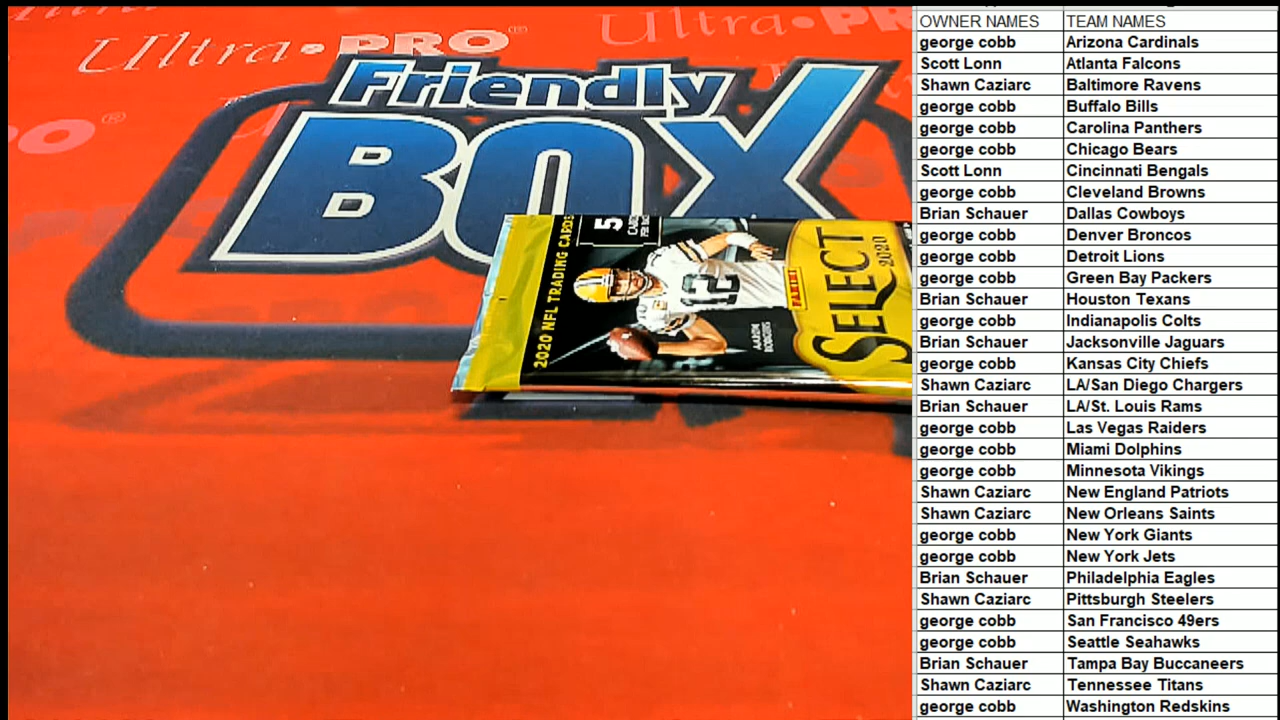 Ultra PRO®
Ultra PRO
PRO®
Friendly
BOX
5
CARDS
2020 NFL TRADING CARDS
12
AARON
RODGERS
PANINI
SELECT
2020
OWNER NAMES TEAM NAMES
george cobb Arizona Cardinals
Scott Lonn Atlanta Falcons
Shawn Caziarc Baltimore Ravens
george cobb Buffalo Bills
george cobb Carolina Panthers
george cobb Chicago Bears
Scott Lonn Cincinnati Bengals
george cobb Cleveland Browns
Brian Schauer Dallas Cowboys
george cobb Denver Broncos
george cobb Detroit Lions
george cobb Green Bay Packers
Brian Schauer Houston Texans
george cobb Indianapolis Colts
Brian Schauer Jacksonville Jaguars
george cobb Kansas City Chiefs
Shawn Caziarc LA/San Diego Chargers
Brian Schauer LA/St. Louis Rams
george cobb Las Vegas Raiders
george cobb Miami Dolphins
george cobb Minnesota Vikings
Shawn Caziarc New England Patriots
Shawn Caziarc New Orleans Saints
george cobb New York Giants
george cobb New York Jets
Brian Schauer Philadelphia Eagles
Shawn Caziarc Pittsburgh Steelers
george cobb San Francisco 49ers
george cobb Seattle Seahawks
Brian Schauer Tampa Bay Buccaneers
Shawn Caziarc Tennessee Titans
george cobb Washington Redskins